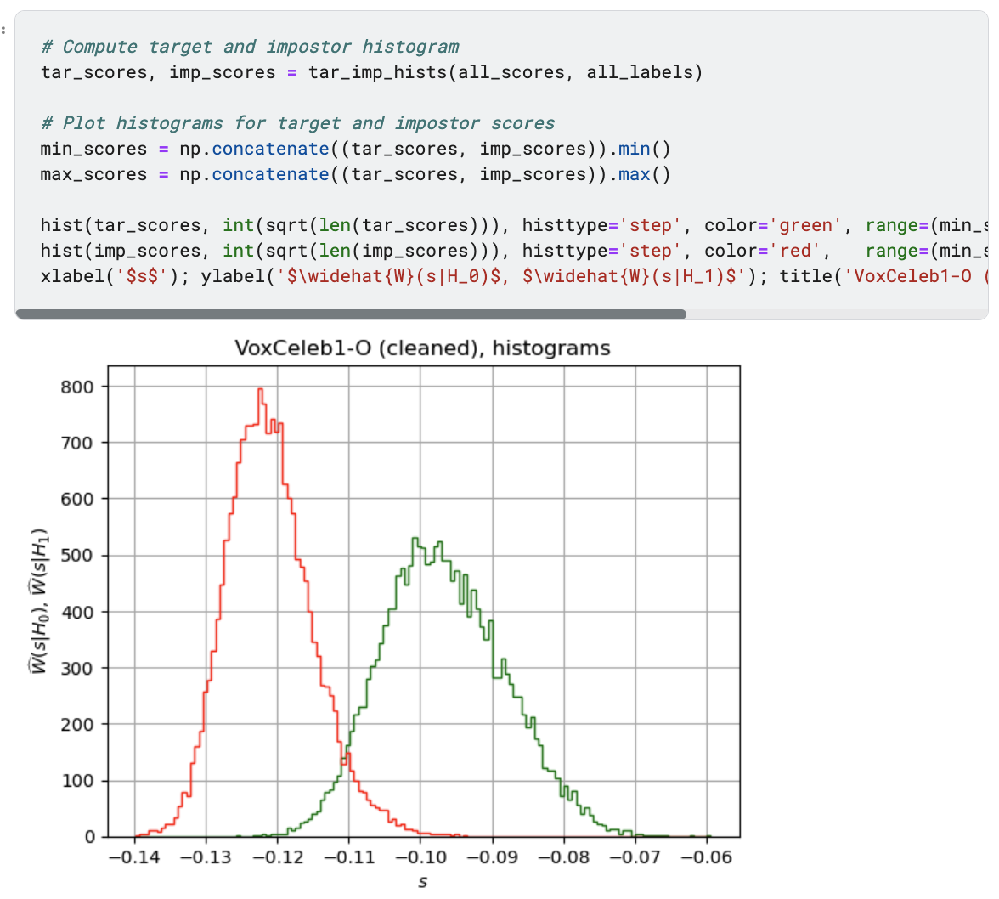 :
# Compute target and impostor histogram
tar_scores, imp_scores = tar_imp_hists(all_scores, all_labels)
# Plot histograms for target and impostor scores
min_scores = np.concatenate((tar_scores, imp_scores)).min()
max_scores = np.concatenate((tar_scores, imp_scores)).max()
hist(tar_scores, int(sqrt(len(tar_scores))), histtype='step', color='green', range=(min_s
hist(imp_scores, int(sqrt(len(imp_scores))), histtype='step', color='red', range=(min_s
xlabel('$s$'); ylabel('$\widehat{W}(s|H_0)$, $\widehat{W}(s|H_1)$'); title('VoxCeleb1-O (
VoxCeleb1-O (cleaned), histograms
800
700
600
500
400
300
200
100
0
Ŵ(s|H₀), Ŵ(s|H₁)
−0.14 −0.13 −0.12 −0.11 −0.10 −0.09 −0.08 −0.07 −0.06
s